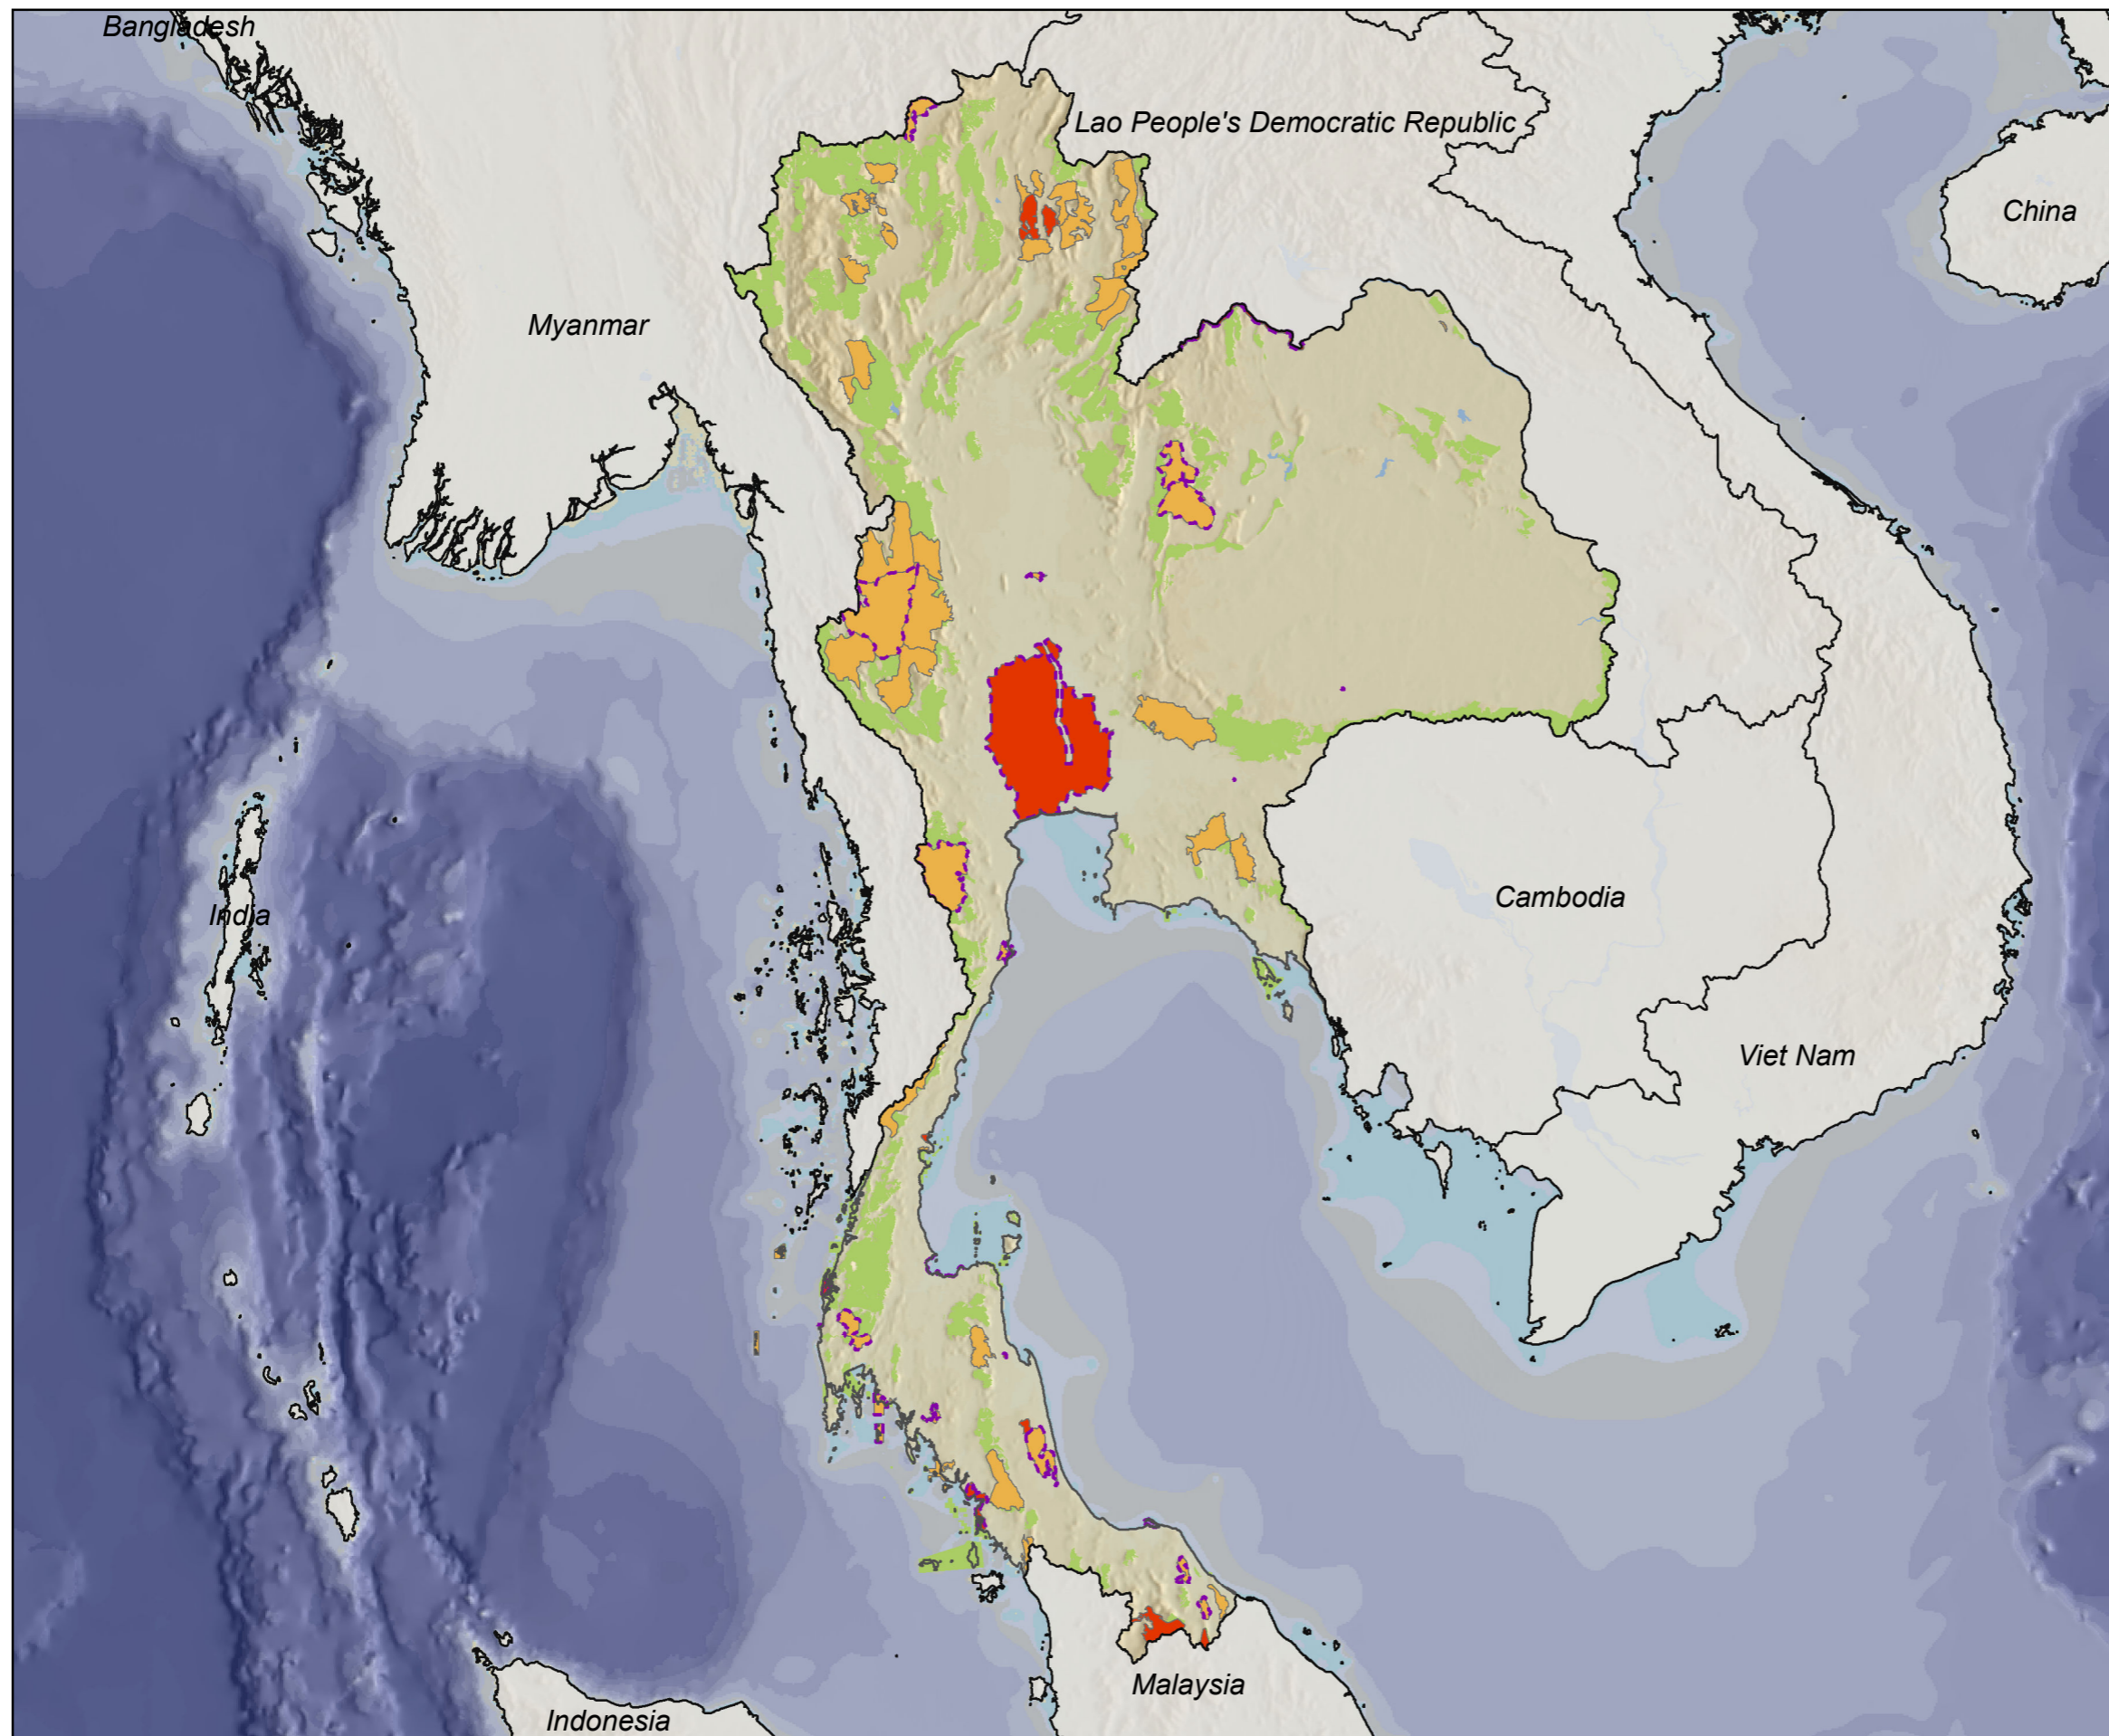 Bangladesh
Lao People's Democratic Republic
China
Myanmar
India
Cambodia
Viet Nam
Malaysia
Indonesia